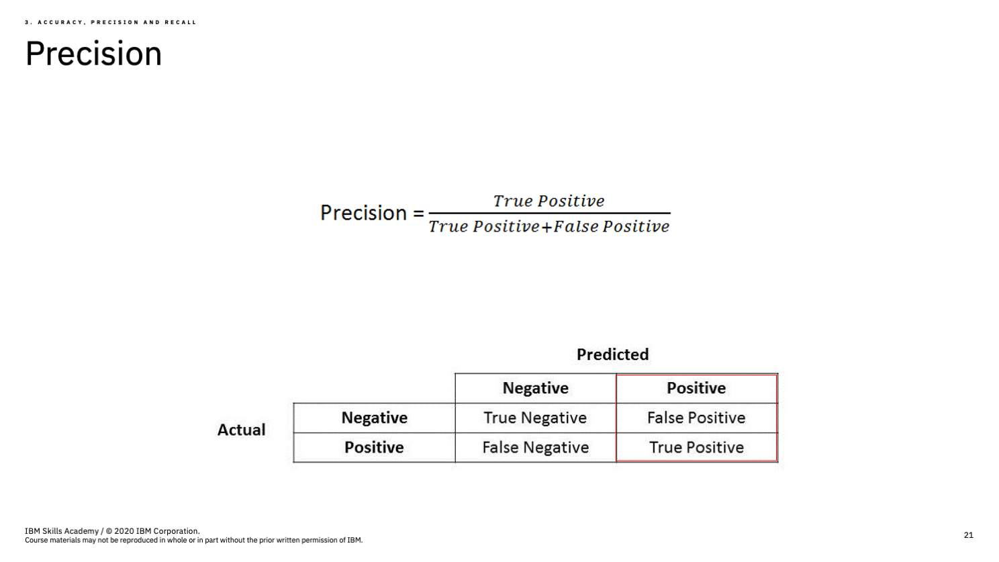 3. ACCURACY, PRECISION AND RECALL
Precision
True Positive
Precision =
True Positive+False Positive
Predicted
Negative Positive
Actual
Negative True Negative False Positive
Positive False Negative True Positive
IBM Skills Academy / © 2020 IBM Corporation.
Course materials may not be reproduced in whole or in part without the prior written permission of IBM.
21